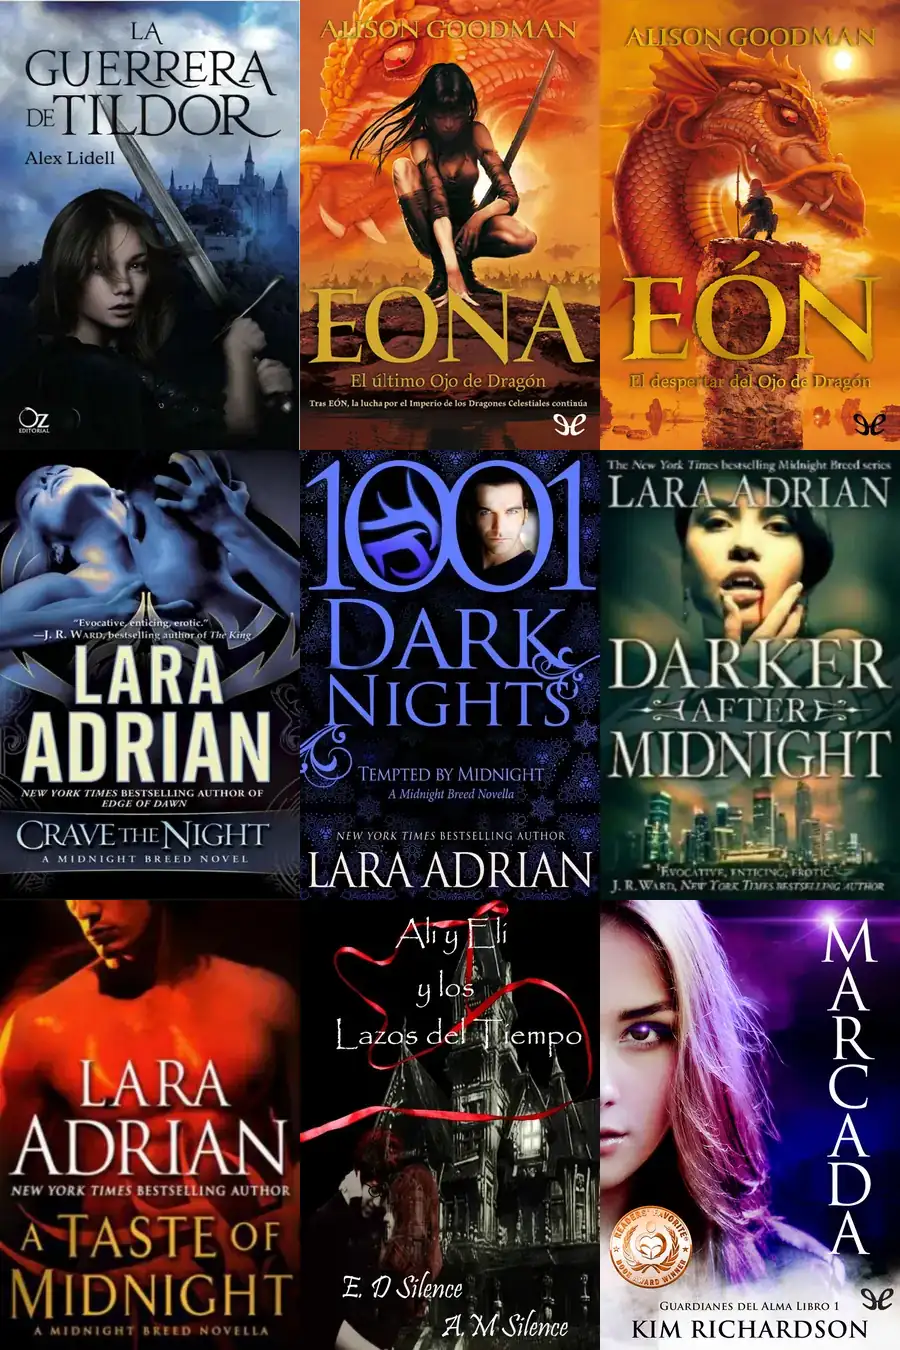 LA
GUERRERA
DE TILDOR
Alex Lidell
OZ
EDITORIAL
ALISON GOODMAN
EONA
El último Ojo de Dragón
Tras EÓN, la lucha por el Imperio de los Dragones Celestiales continúa
ALISON GOODMAN
EÓN
El despertar del Ojo de Dragón
"Evocative, enticing, erotic."
—J. R. WARD, bestselling author of The King
LARA
ADRIAN
NEW YORK TIMES BESTSELLING AUTHOR OF
EDGE OF DAWN
CRAVE THE NIGHT
A MIDNIGHT BREED NOVEL
1001
DARK
NIGHTS
TEMPTED BY MIDNIGHT
A Midnight Breed Novella
NEW YORK TIMES BESTSELLING AUTHOR
LARA ADRIAN
The New York Times bestselling Midnight Breed series
LARA ADRIAN
DARKER
AFTER
MIDNIGHT
"EVOCATIVE, ENTICING, EROTIC."
J. R. WARD, NEW YORK TIMES BESTSELLING AUTHOR
LARA
ADRIAN
NEW YORK TIMES BESTSELLING AUTHOR
A TASTE OF
MIDNIGHT
A MIDNIGHT BREED NOVELLA
Ali y Eli
y los
Lazos del Tiempo
E. D Silence
A. M Silence
MARCADA
READERS' FAVORITE
BOOK AWARD WINNER
GUARDIANES DEL ALMA LIBRO 1
KIM RICHARDSON